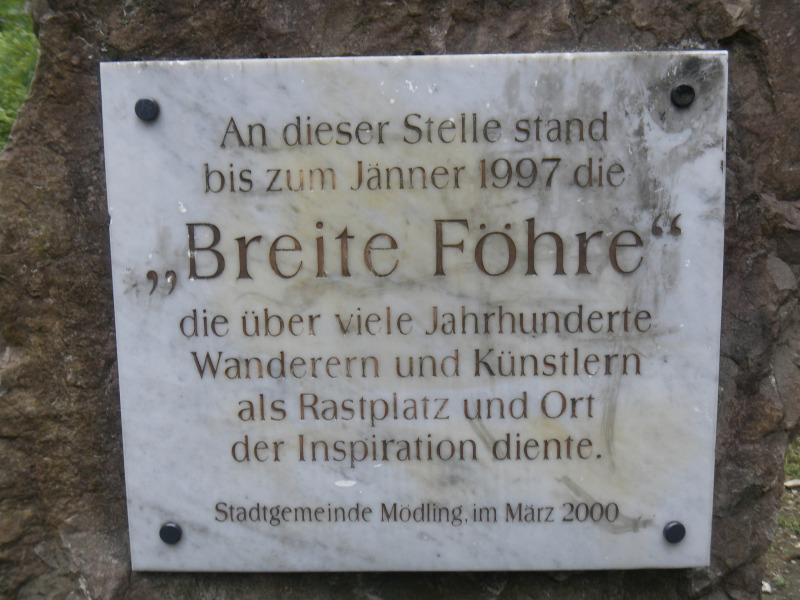 An dieser Stelle stand
bis zum Jänner 1997 die
„Breite Föhre“
die über viele Jahrhunderte
Wanderern und Künstlern
als Rastplatz und Ort
der Inspiration diente.
Stadtgemeinde Mödling, im März 2000